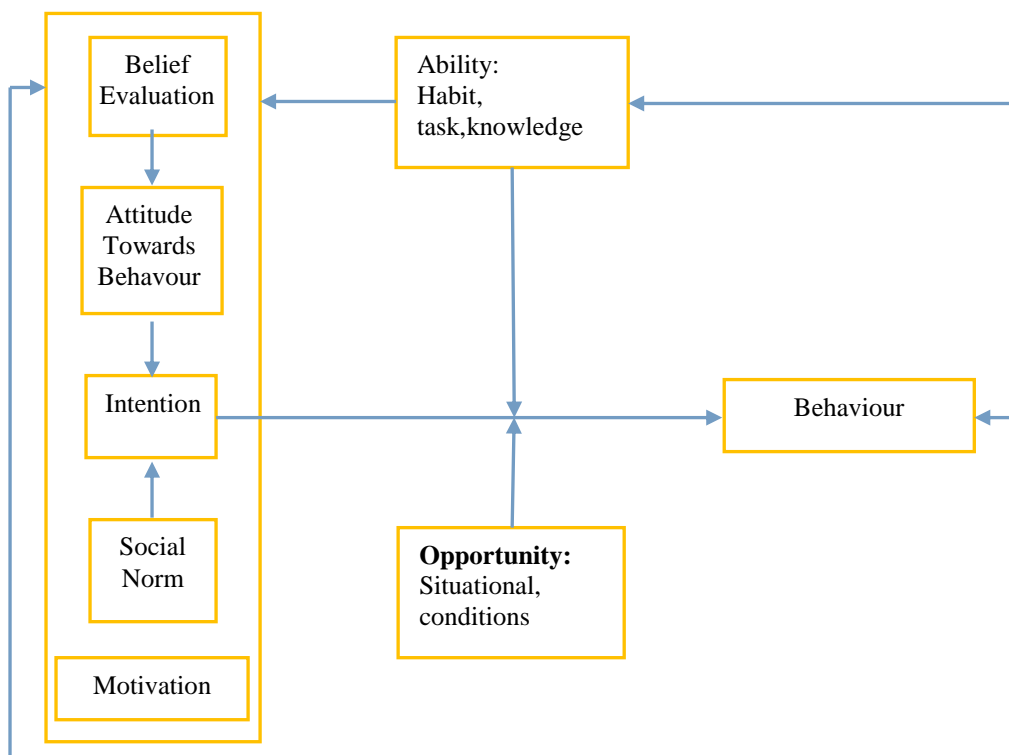 Belief
Evaluation
Ability:
Habit,
task,knowledge
Attitude
Towards
Behavour
Intention
Behaviour
Social
Norm
Opportunity:
Situational,
conditions
Motivation